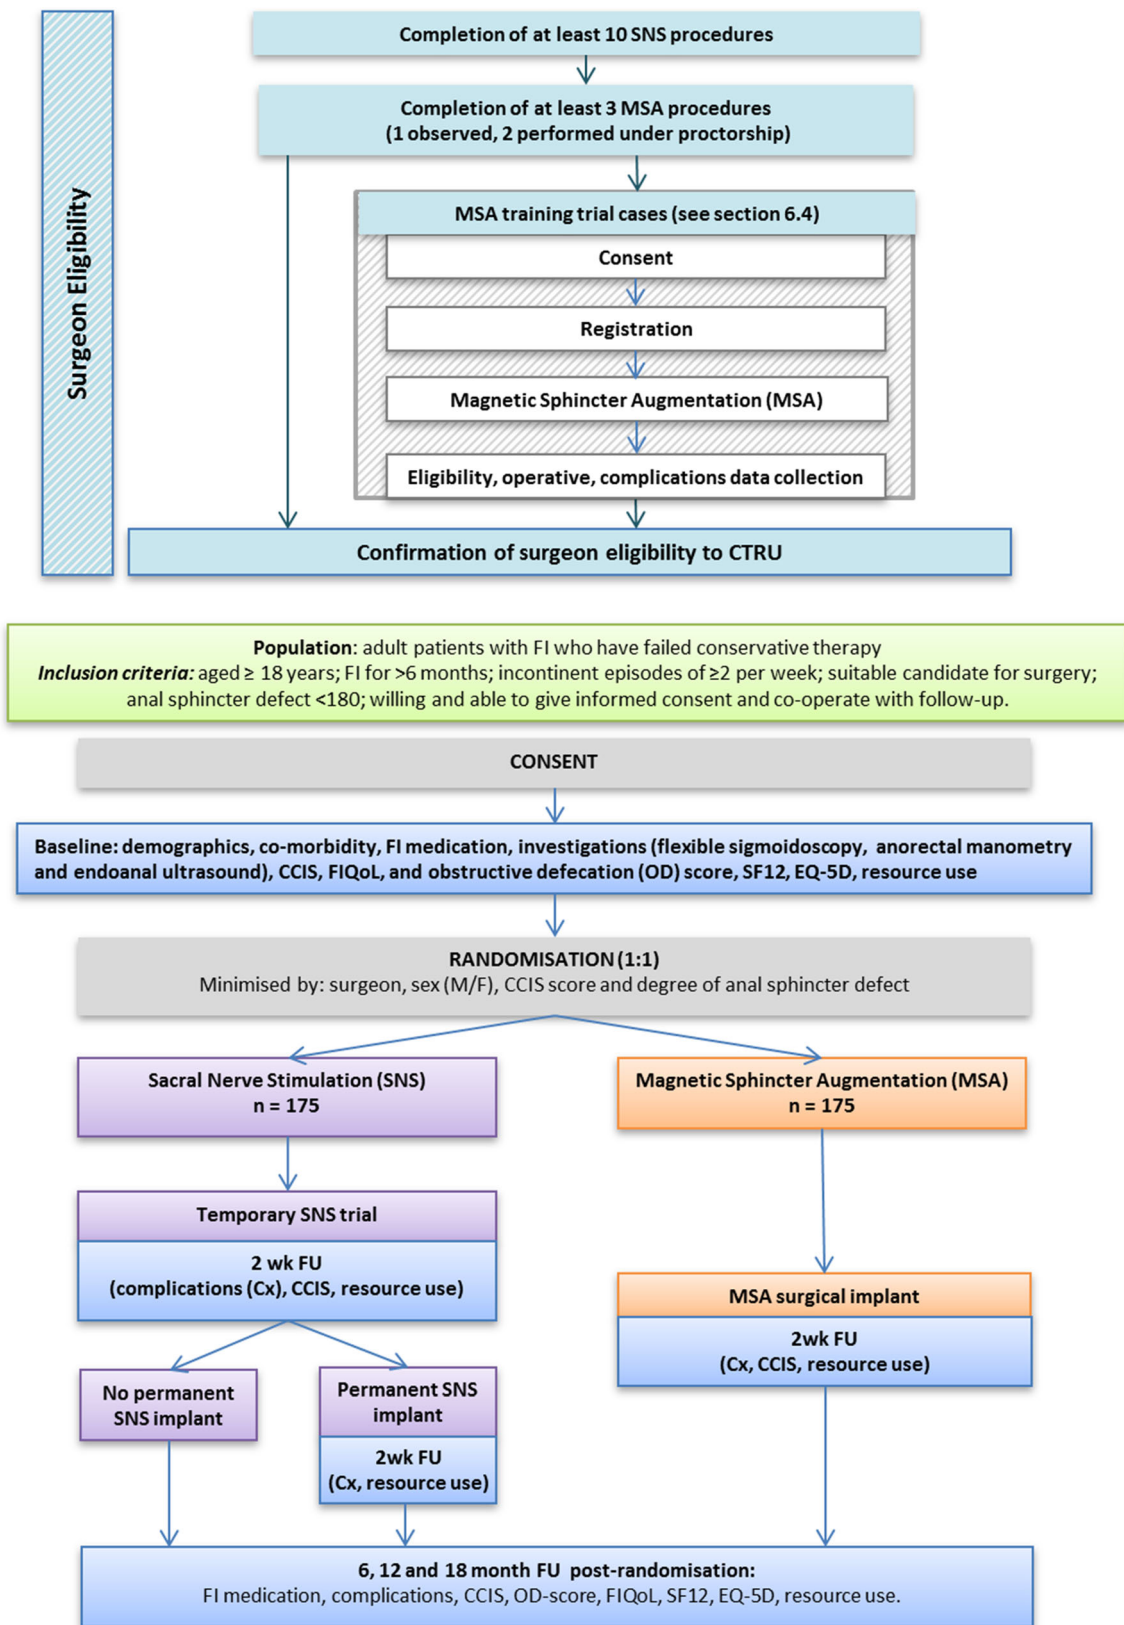 Surgeon Eligibility
Completion of at least 10 SNS procedures
Completion of at least 3 MSA procedures
(1 observed, 2 performed under proctorship)
MSA training trial cases (see section 6.4)
Consent
Registration
Magnetic Sphincter Augmentation (MSA)
Eligibility, operative, complications data collection
Confirmation of surgeon eligibility to CTRU
Population: adult patients with FI who have failed conservative therapy
Inclusion criteria: aged ≥ 18 years; FI for >6 months; incontinent episodes of ≥2 per week; suitable candidate for surgery;
anal sphincter defect <180; willing and able to give informed consent and co-operate with follow-up.
CONSENT
Baseline: demographics, co-morbidity, FI medication, investigations (flexible sigmoidoscopy, anorectal manometry
and endoanal ultrasound), CCIS, FIQoL, and obstructive defecation (OD) score, SF12, EQ-5D, resource use
RANDOMISATION (1:1)
Minimised by: surgeon, sex (M/F), CCIS score and degree of anal sphincter defect
Sacral Nerve Stimulation (SNS)
n = 175
Magnetic Sphincter Augmentation (MSA)
n = 175
Temporary SNS trial
2 wk FU
(complications (Cx), CCIS, resource use)
MSA surgical implant
2wk FU
(Cx, CCIS, resource use)
No permanent
SNS implant
Permanent SNS
implant
2wk FU
(Cx, resource use)
6, 12 and 18 month FU post-randomisation:
FI medication, complications, CCIS, OD-score, FIQoL, SF12, EQ-5D, resource use.